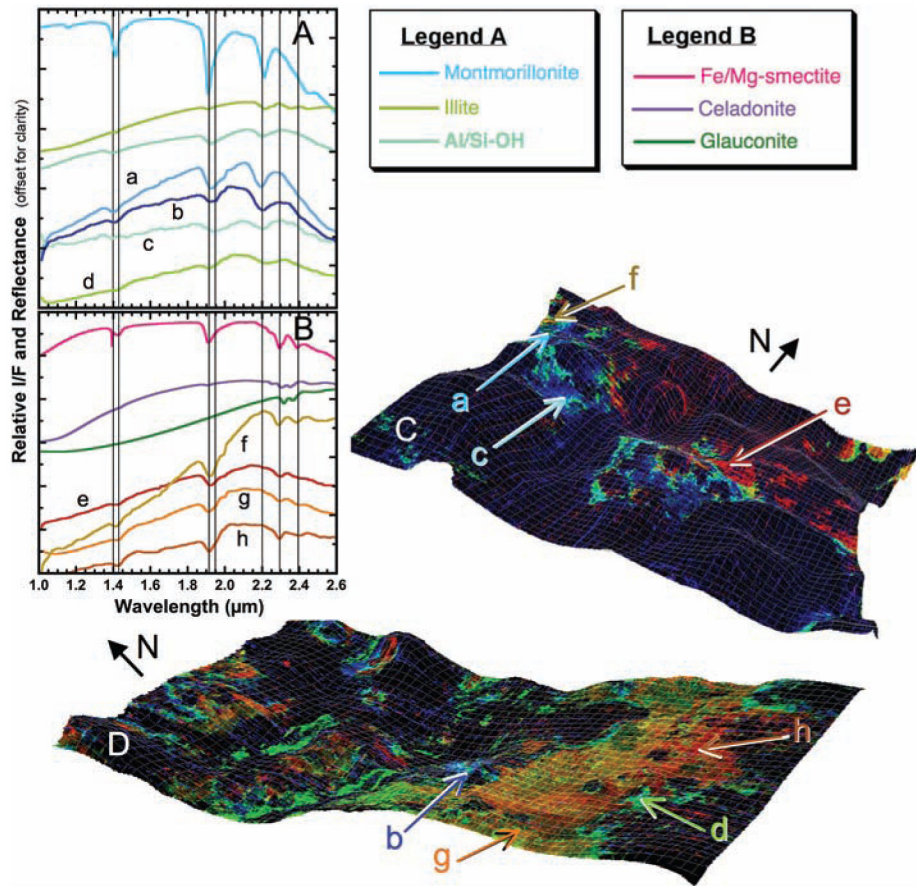 A
a
b
c
d
B
f
e
g
h
1.0 1.2 1.4 1.6 1.8 2.0 2.2 2.4 2.6
Wavelength (µm)
Relative I/F and Reflectance (offset for clarity)
Legend A
Montmorillonite
Illite
Al/Si-OH
Legend B
Fe/Mg-smectite
Celadonite
Glauconite
f
N
a
e
C
c
N
D
h
b
d
g